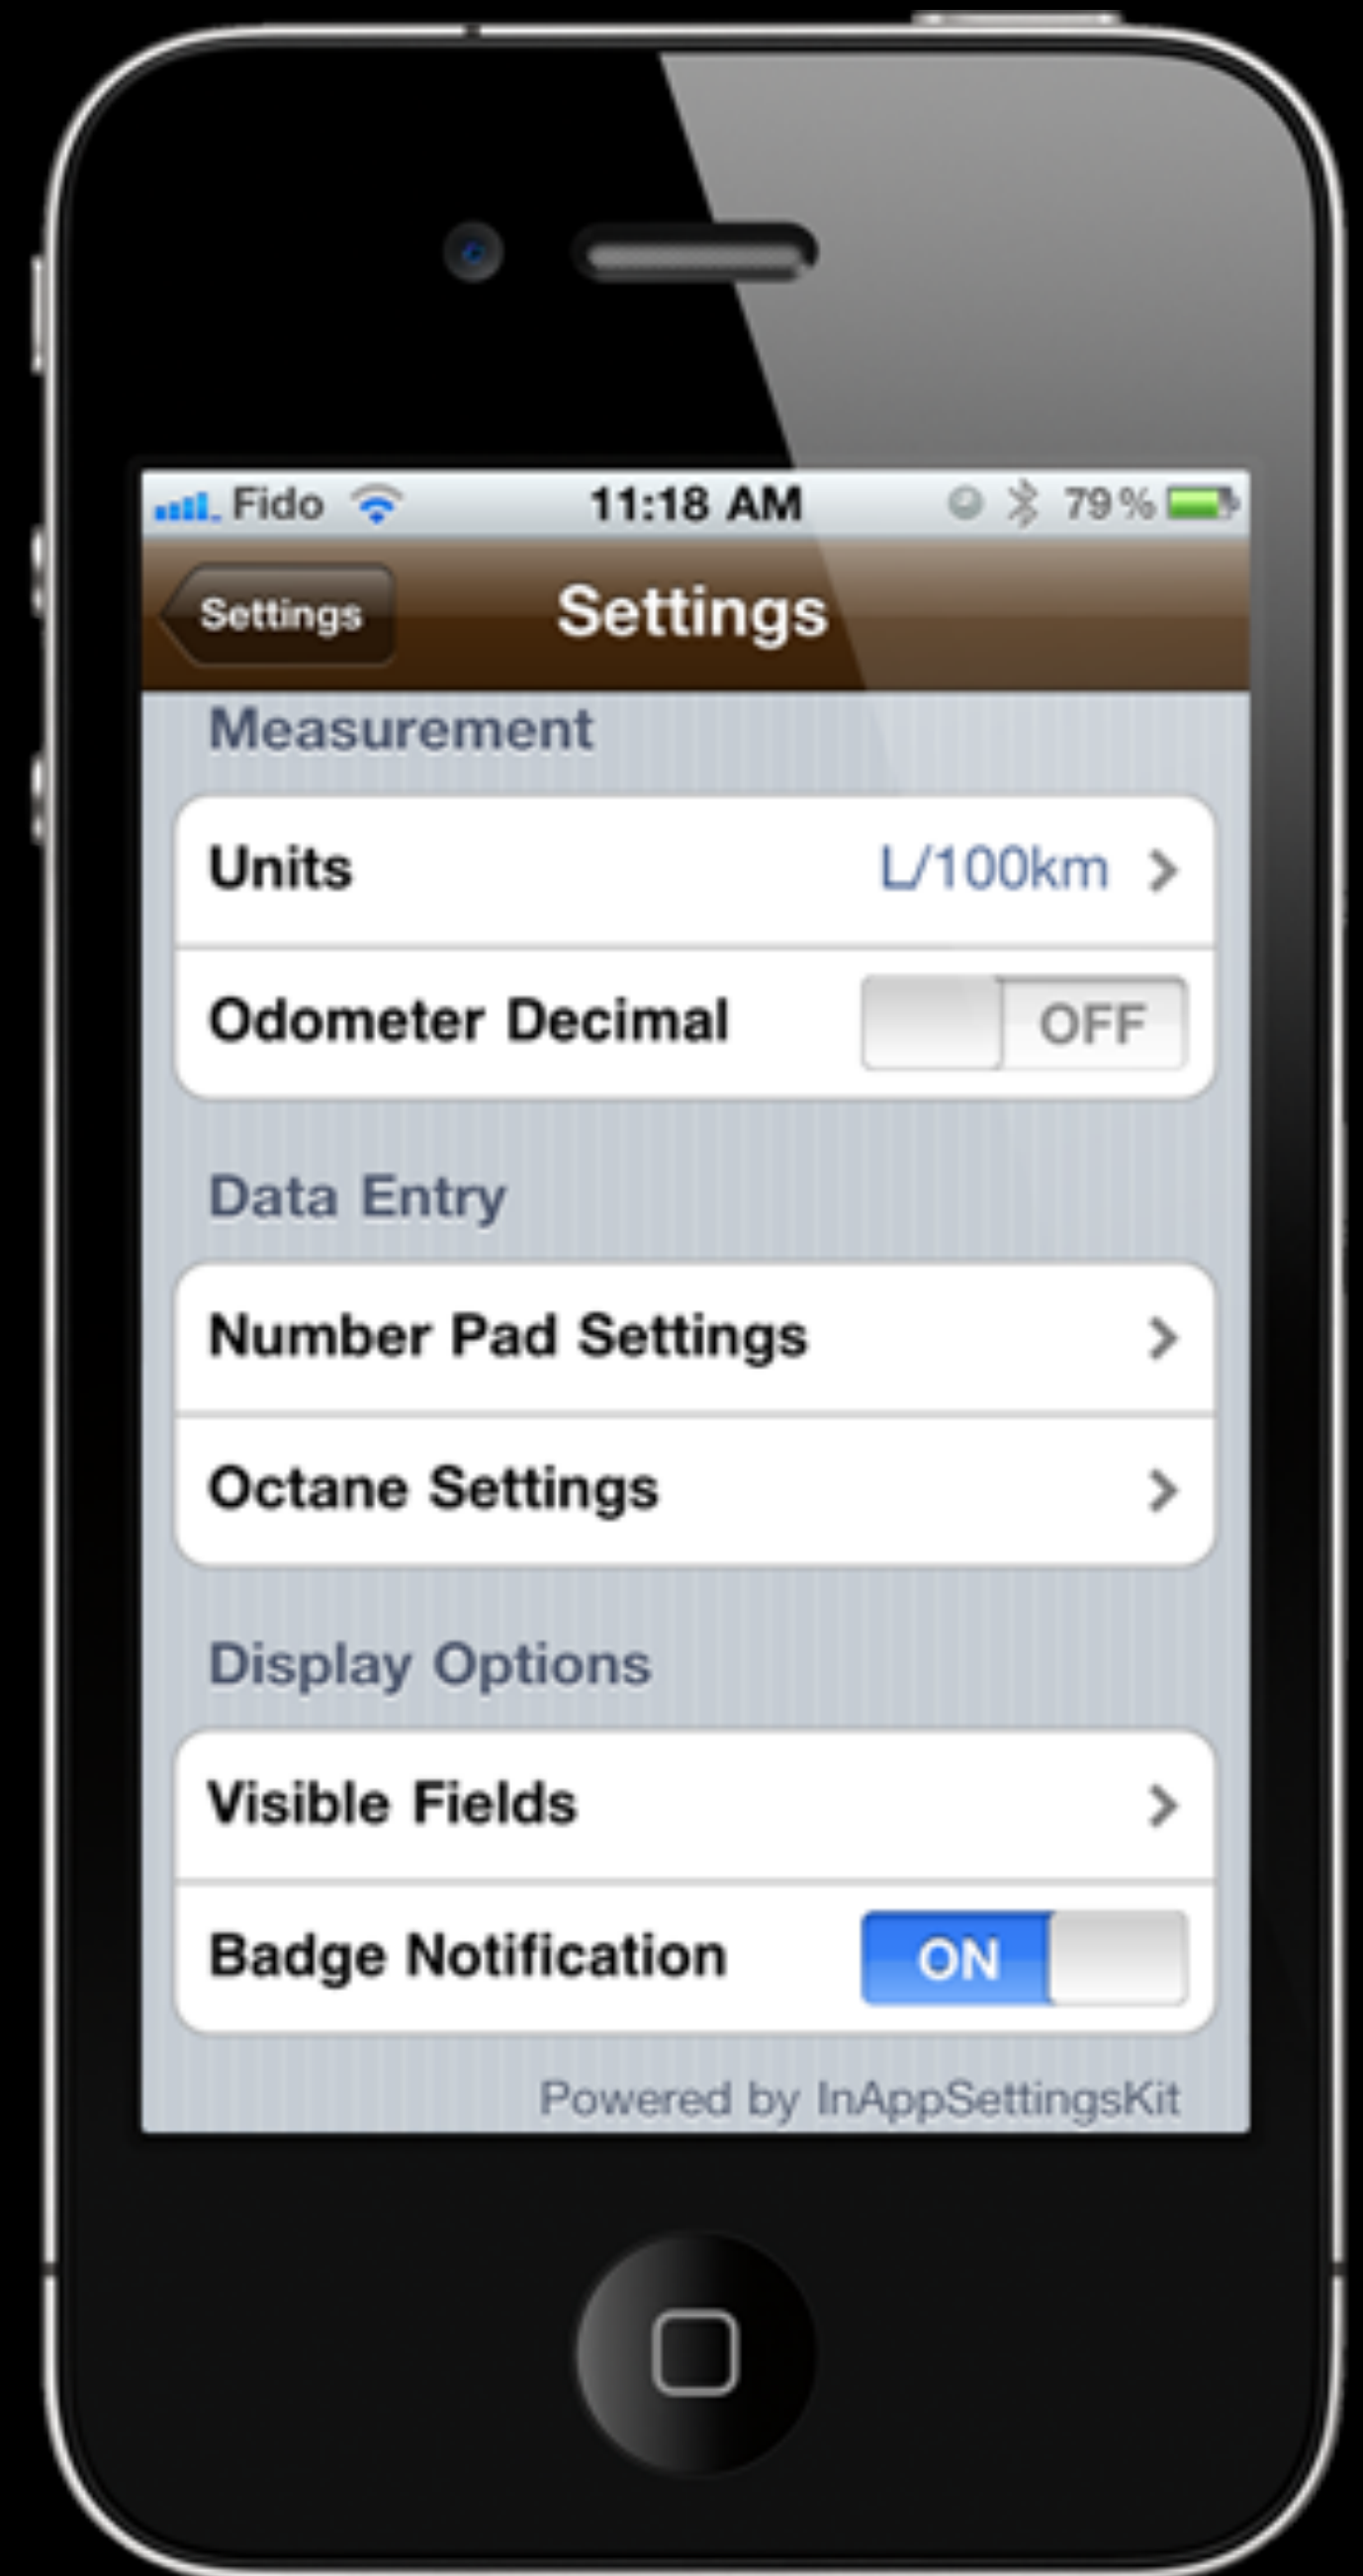 Fido 11:18 AM 79%
Settings Settings
Measurement
Units L/100km
Odometer Decimal OFF
Data Entry
Number Pad Settings
Octane Settings
Display Options
Visible Fields
Badge Notification ON
Powered by InAppSettingsKit